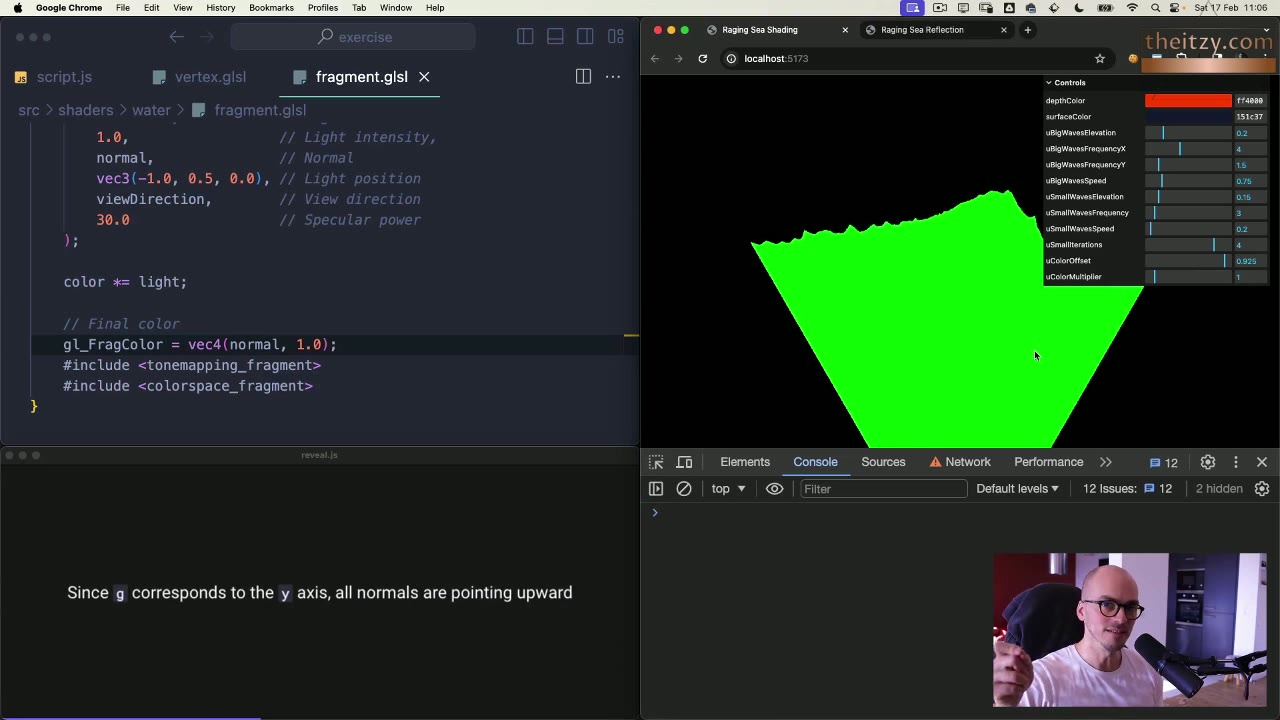 Google Chrome File Edit View History Bookmarks Profiles Tab Window Help Sat 17 Feb 11:06
exercise
script.js vertex.glsl fragment.glsl
src shaders water fragment.glsl
1.0, // Light intensity,
normal, // Normal
vec3(-1.0, 0.5, 0.0), // Light position
viewDirection, // View direction
30.0 // Specular power
);
color *= light;
// Final color
gl_FragColor = vec4(normal, 1.0);
#include <tonemapping_fragment>
#include <colorspace_fragment>
}
reveal.js
Since g corresponds to the y axis, all normals are pointing upward
Raging Sea Shading Raging Sea Reflection
localhost:5173
theitzy.com
Controls
depthColor ff4000
surfaceColor 151c37
uBigWavesElevation 0.2
uBigWavesFrequencyX 4
uBigWavesFrequencyY 1.5
uBigWavesSpeed 0.75
uSmallWavesElevation 0.15
uSmallWavesFrequency 3
uSmallWavesSpeed 0.2
uSmallIterations 4
uColorOffset 0.925
uColorMultiplier 1
Elements Console Sources Network Performance 12
top Filter Default levels 12 Issues: 12 2 hidden